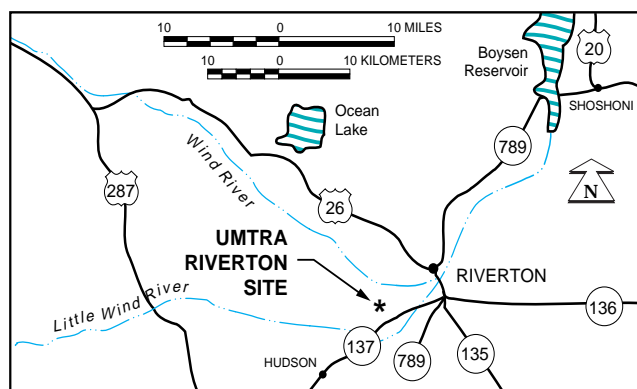 10 0 10 MILES
10 0 10 KILOMETERS
Boysen
Reservoir
20
SHOSHONI
Ocean
Lake
789
Wind River
N
287
26
UMTRA
RIVERTON
SITE
*
RIVERTON
Little Wind River
136
137
HUDSON
789
135